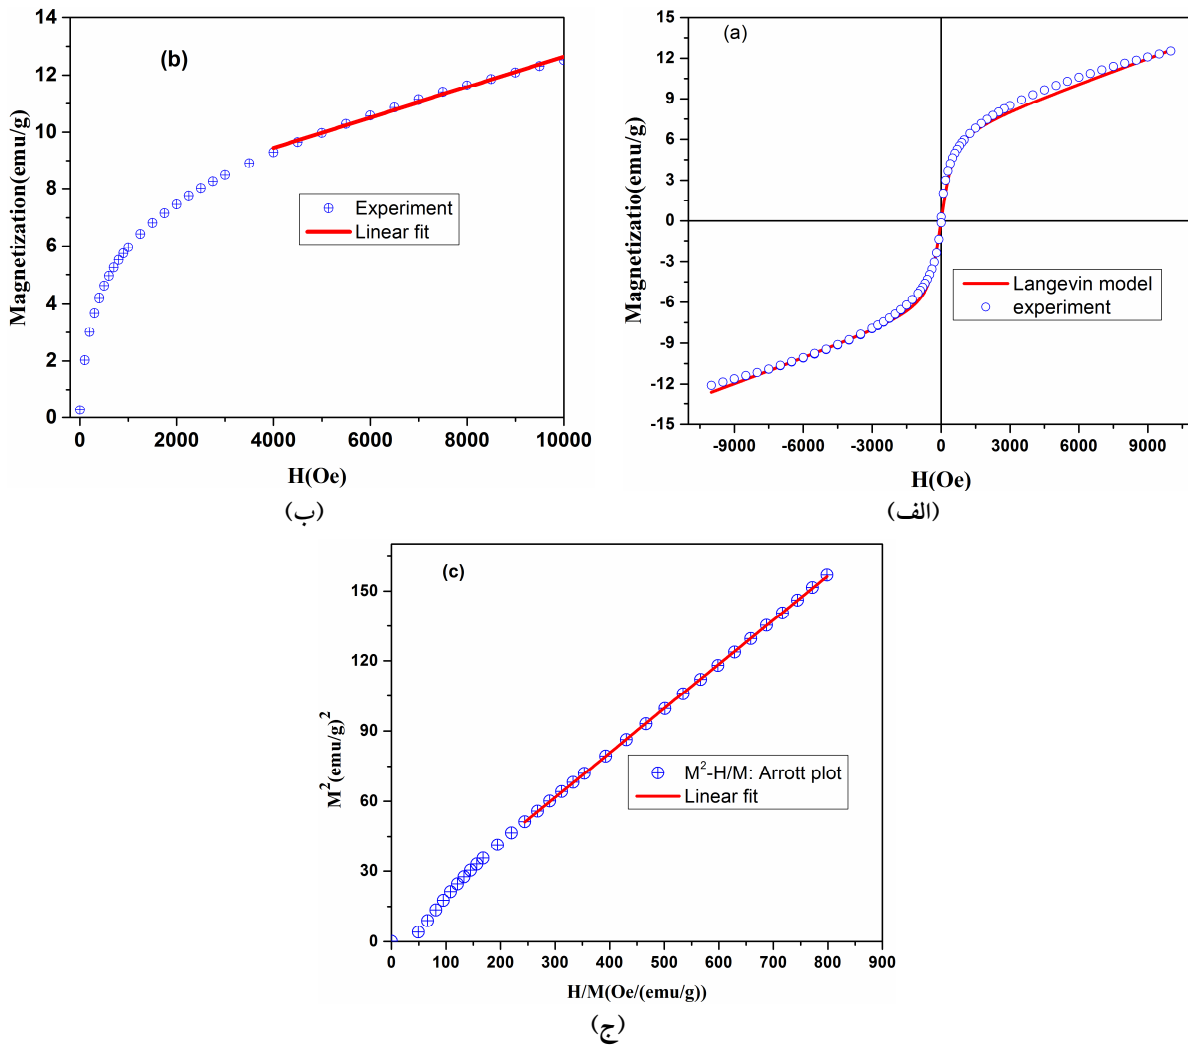 (b)
Magnetization(emu/g)
14
12
10
8
6
4
2
0
Experiment
Linear fit
0 2000 4000 6000 8000 10000
H(Oe)
(ب)
(a)
Magnetizatio(emu/g)
15
12
9
6
3
0
-3
-6
-9
-12
-15
Langevin model
experiment
-9000 -6000 -3000 0 3000 6000 9000
H(Oe)
(الف)
(c)
M²(emu/g)²
150
120
90
60
30
0
M²-H/M: Arrott plot
Linear fit
0 100 200 300 400 500 600 700 800 900
H/M(Oe/(emu/g))
(ج)